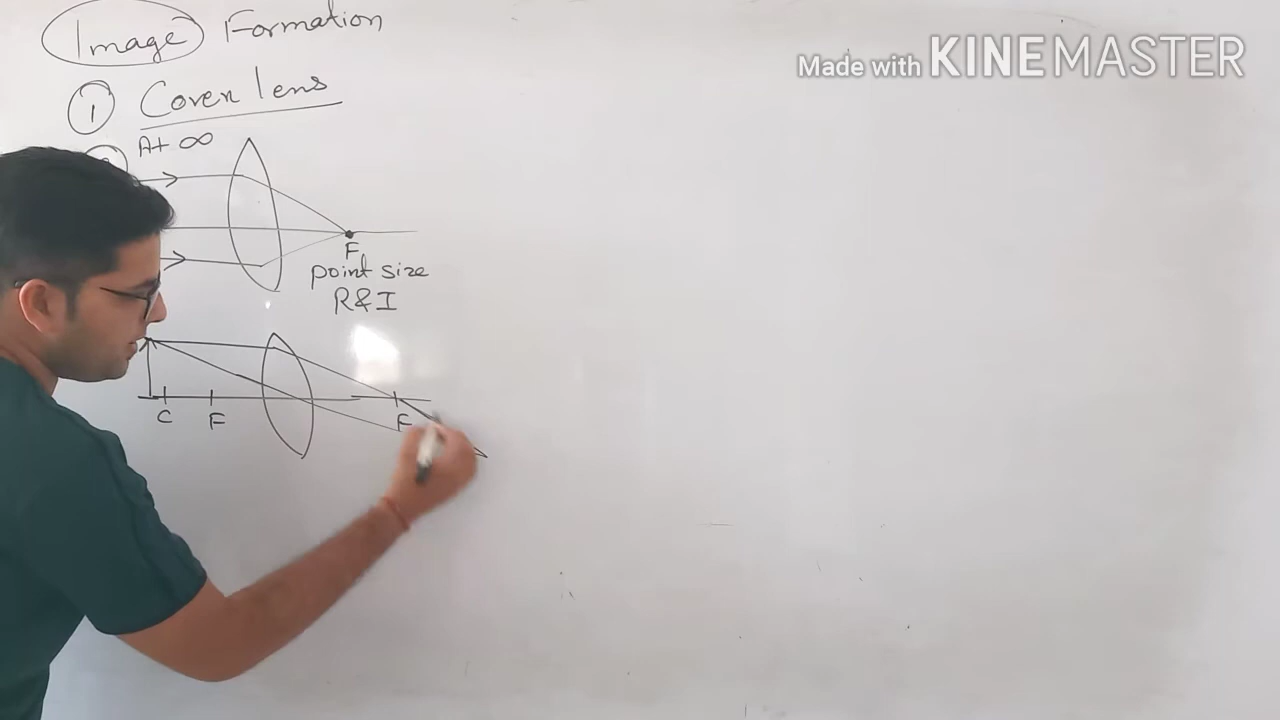 Image Formation
Made with KINEMASTER
① Covex lens
At ∞
F
Point size
R&I
C F F